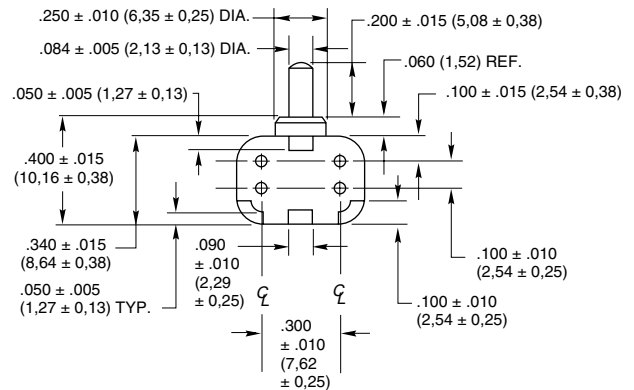 .250 ± .010 (6,35 ± 0,25) DIA.
.200 ± .015 (5,08 ± 0,38)
.084 ± .005 (2,13 ± 0,13) DIA.
.060 (1,52) REF.
.050 ± .005 (1,27 ± 0,13)
.100 ± .015 (2,54 ± 0,38)
.400 ± .015
(10,16 ± 0,38)
.340 ± .015
(8,64 ± 0,38)
.050 ± .005
(1,27 ± 0,13) TYP.
.090
± .010
(2,29
± 0,25)
℄
℄
.100 ± .010
(2,54 ± 0,25)
.100 ± .010
(2,54 ± 0,25)
.300
± .010
(7,62
± 0,25)